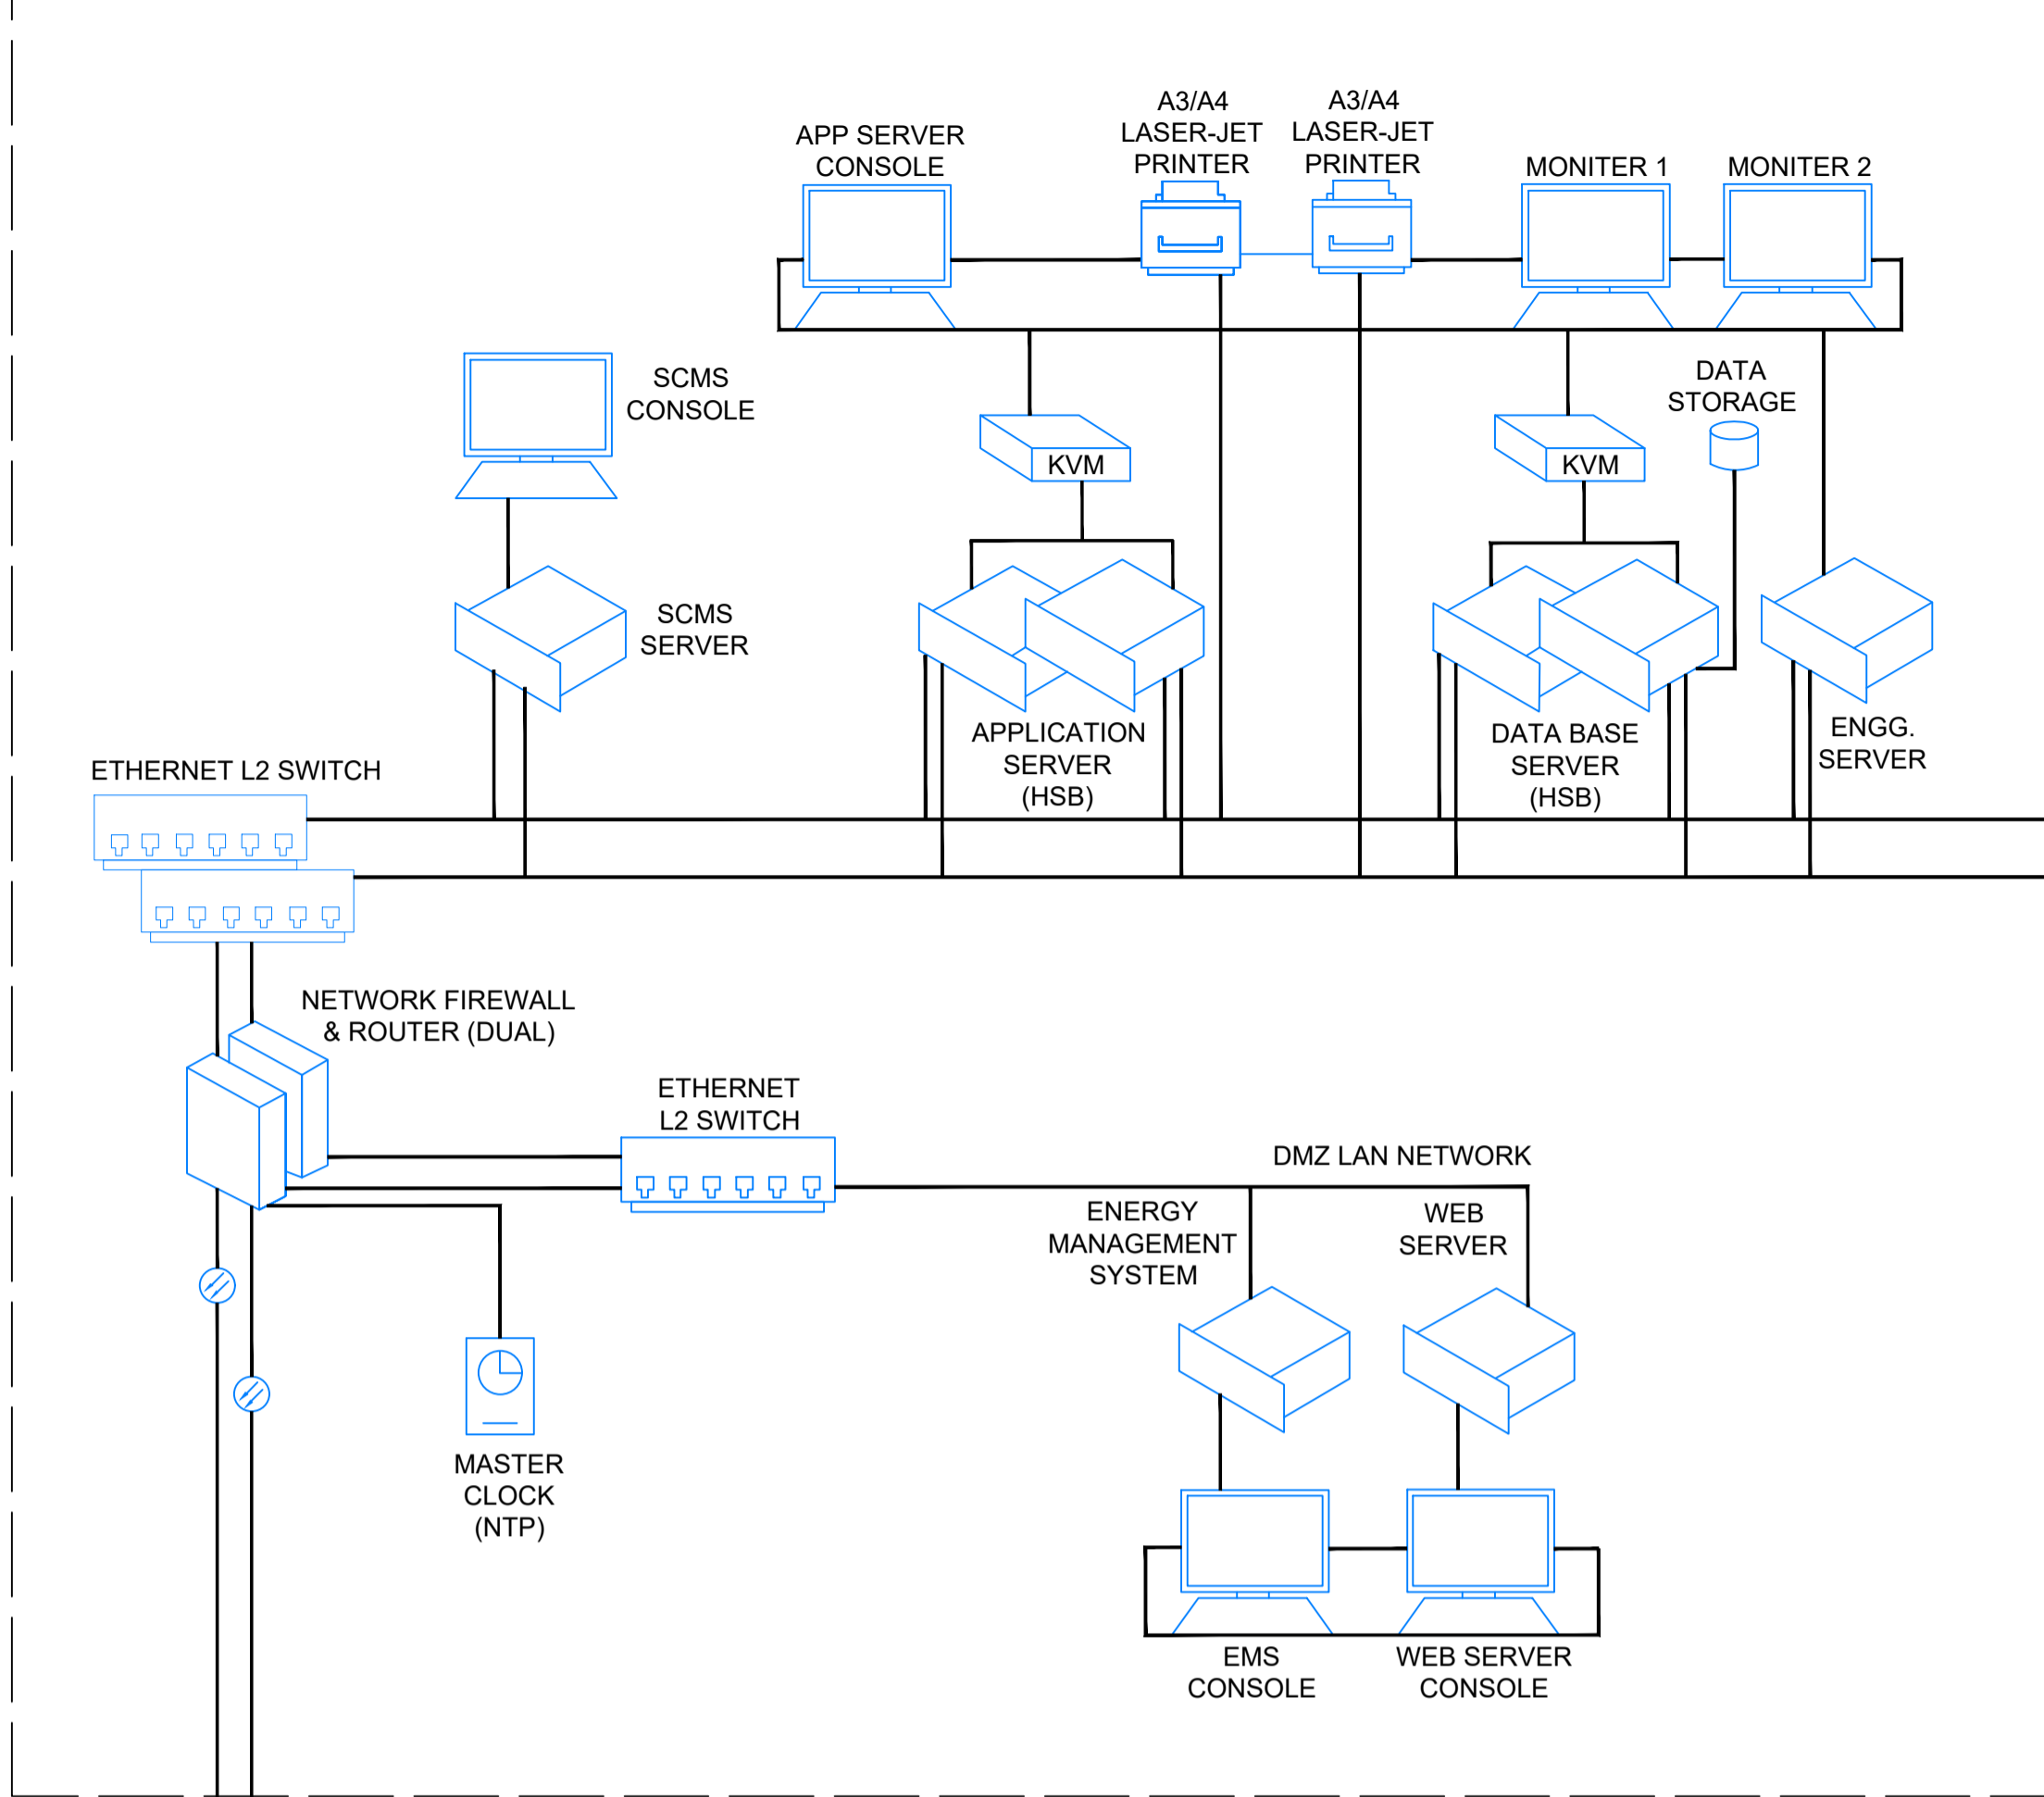 APP SERVER
CONSOLE
A3/A4
LASER-JET
PRINTER
A3/A4
LASER-JET
PRINTER
MONITER 1
MONITER 2
SCMS
CONSOLE
KVM
KVM
DATA
STORAGE
SCMS
SERVER
APPLICATION
SERVER
(HSB)
DATA BASE
SERVER
(HSB)
ENGG.
SERVER
ETHERNET L2 SWITCH
NETWORK FIREWALL
& ROUTER (DUAL)
ETHERNET
L2 SWITCH
DMZ LAN NETWORK
ENERGY
MANAGEMENT
SYSTEM
WEB
SERVER
MASTER
CLOCK
(NTP)
EMS
CONSOLE
WEB SERVER
CONSOLE